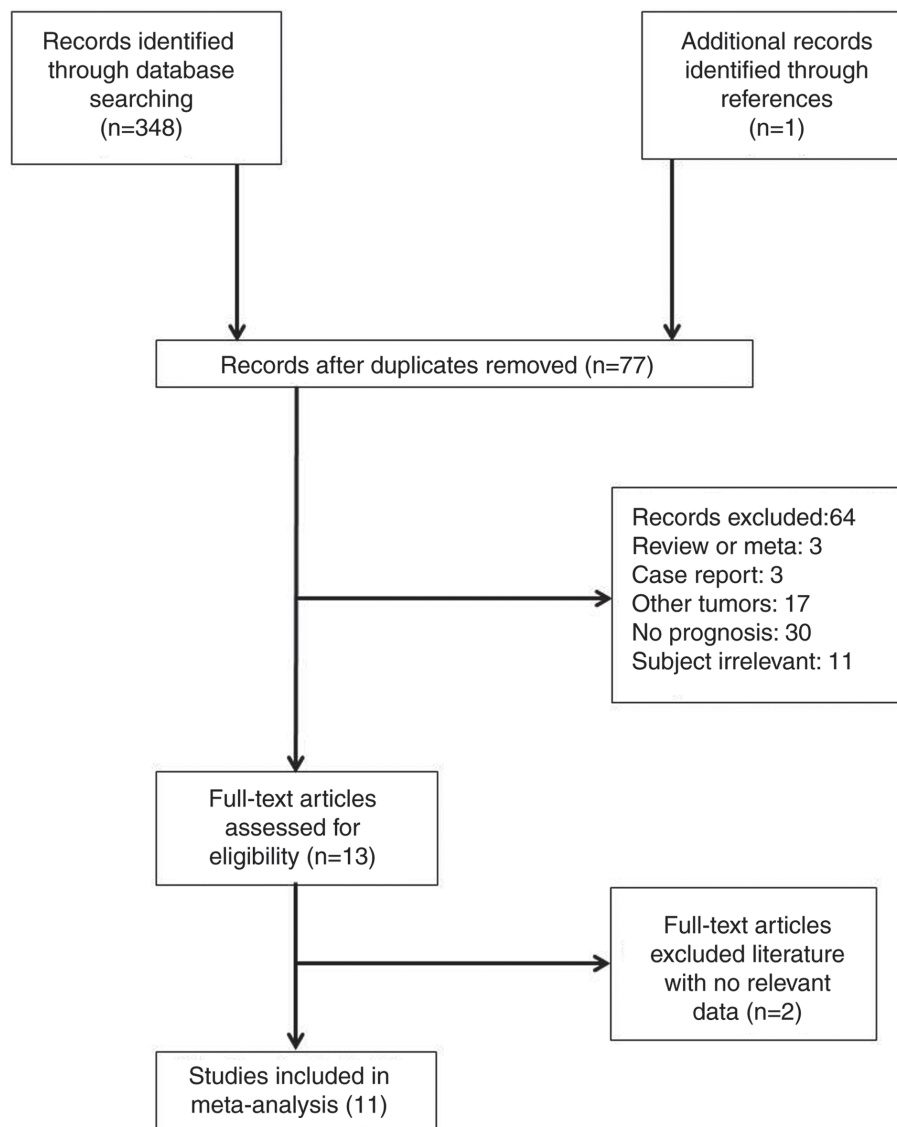 Records identified
through database
searching
(n=348)
Additional records
identified through
references
(n=1)
Records after duplicates removed (n=77)
Records excluded:64
Review or meta: 3
Case report: 3
Other tumors: 17
No prognosis: 30
Subject irrelevant: 11
Full-text articles
assessed for
eligibility (n=13)
Full-text articles
excluded literature
with no relevant
data (n=2)
Studies included in
meta-analysis (11)